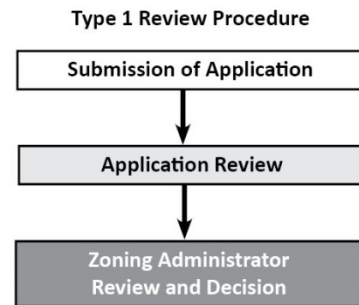 Type 1 Review Procedure
Submission of Application
Application Review
Zoning Administrator
Review and Decision